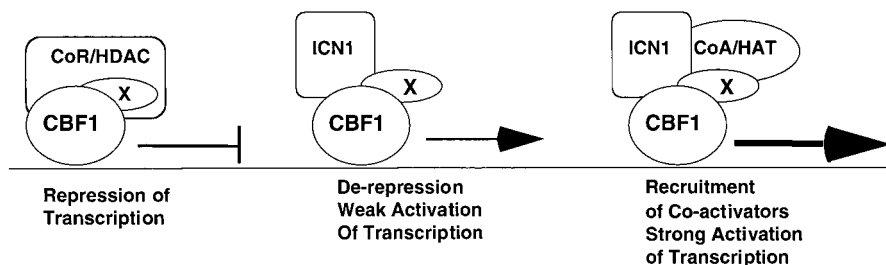 CoR/HDAC
X
CBF1
Repression of
Transcription
ICN1
X
CBF1
De-repression
Weak Activation
Of Transcription
ICN1
CoA/HAT
X
CBF1
Recruitment
of Co-activators
Strong Activation
of Transcription